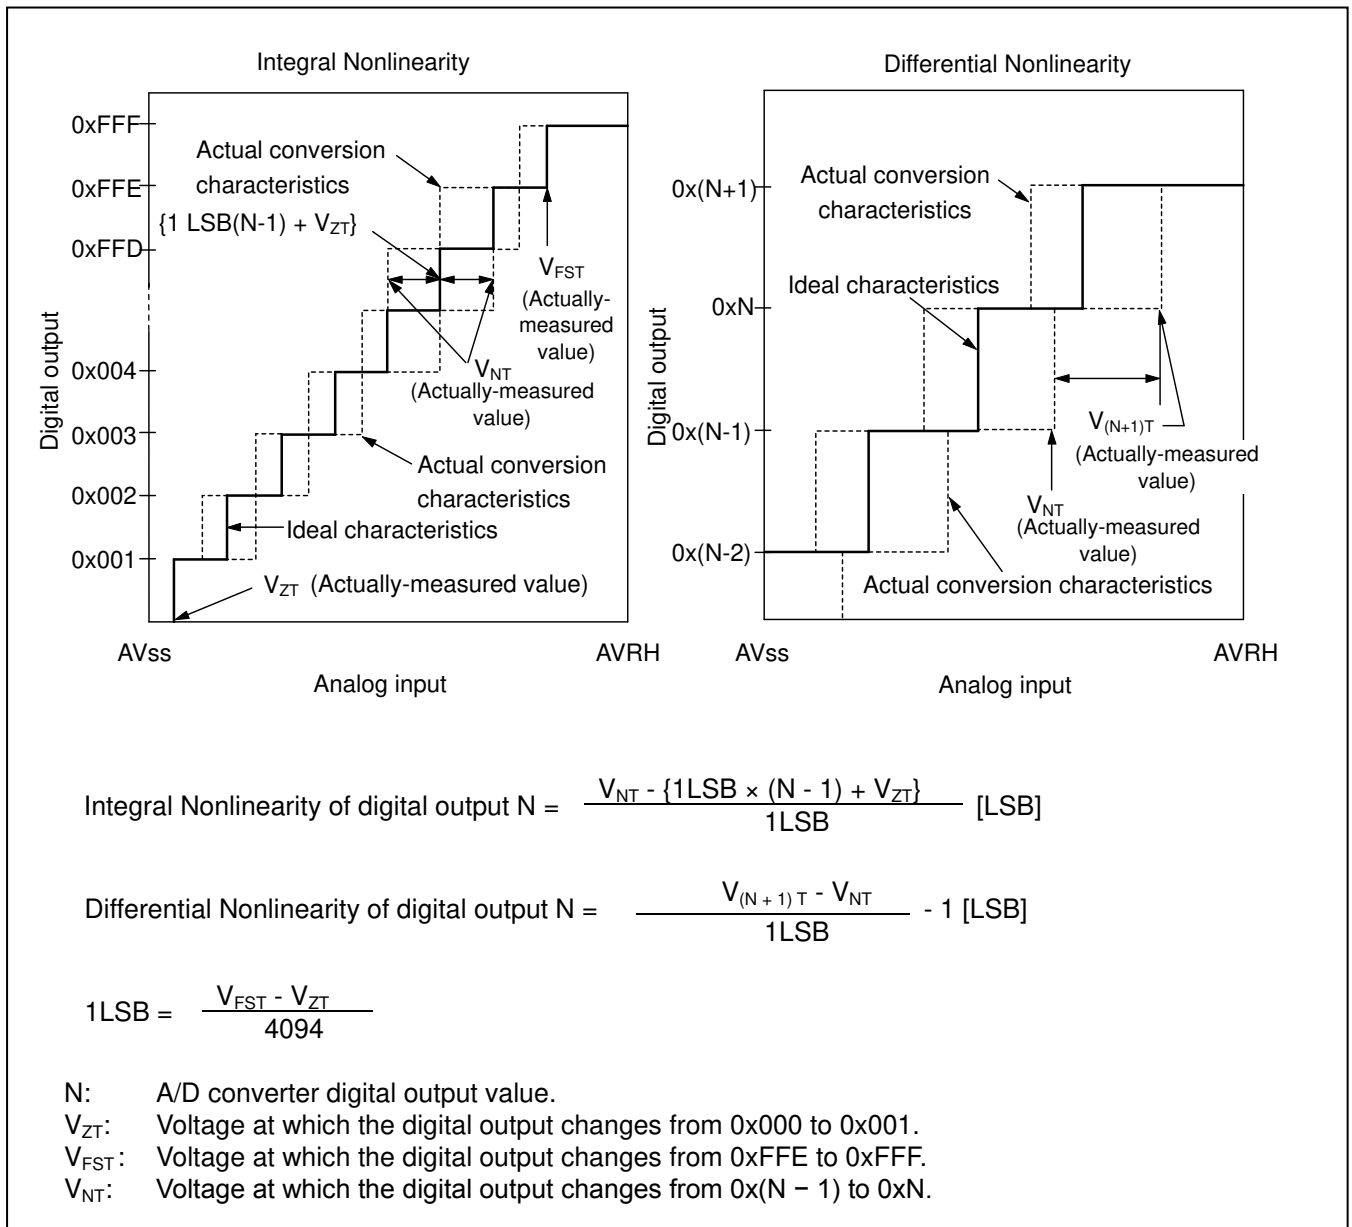 Integral Nonlinearity
0xFFF
0xFFE
0xFFD
0x004
0x003
0x002
0x001
Digital output
Actual conversion
characteristics
{1 LSB(N-1) + VZT}
VFST
(Actually-
measured
value)
VNT
(Actually-measured
value)
Actual conversion
characteristics
Ideal characteristics
VZT (Actually-measured value)
AVss
AVRH
Analog input
Differential Nonlinearity
0x(N+1)
0xN
0x(N-1)
0x(N-2)
Digital output
Actual conversion
characteristics
Ideal characteristics
V(N+1)T
(Actually-measured
value)
VNT
(Actually-measured
value)
Actual conversion characteristics
AVss
AVRH
Analog input
Integral Nonlinearity of digital output N =
VNT - {1LSB × (N - 1) + VZT}
1LSB
[LSB]
Differential Nonlinearity of digital output N =
V(N + 1) T - VNT
1LSB
- 1 [LSB]
1LSB =
VFST - VZT
4094
N: A/D converter digital output value.
VZT: Voltage at which the digital output changes from 0x000 to 0x001.
VFST: Voltage at which the digital output changes from 0xFFE to 0xFFF.
VNT: Voltage at which the digital output changes from 0x(N − 1) to 0xN.